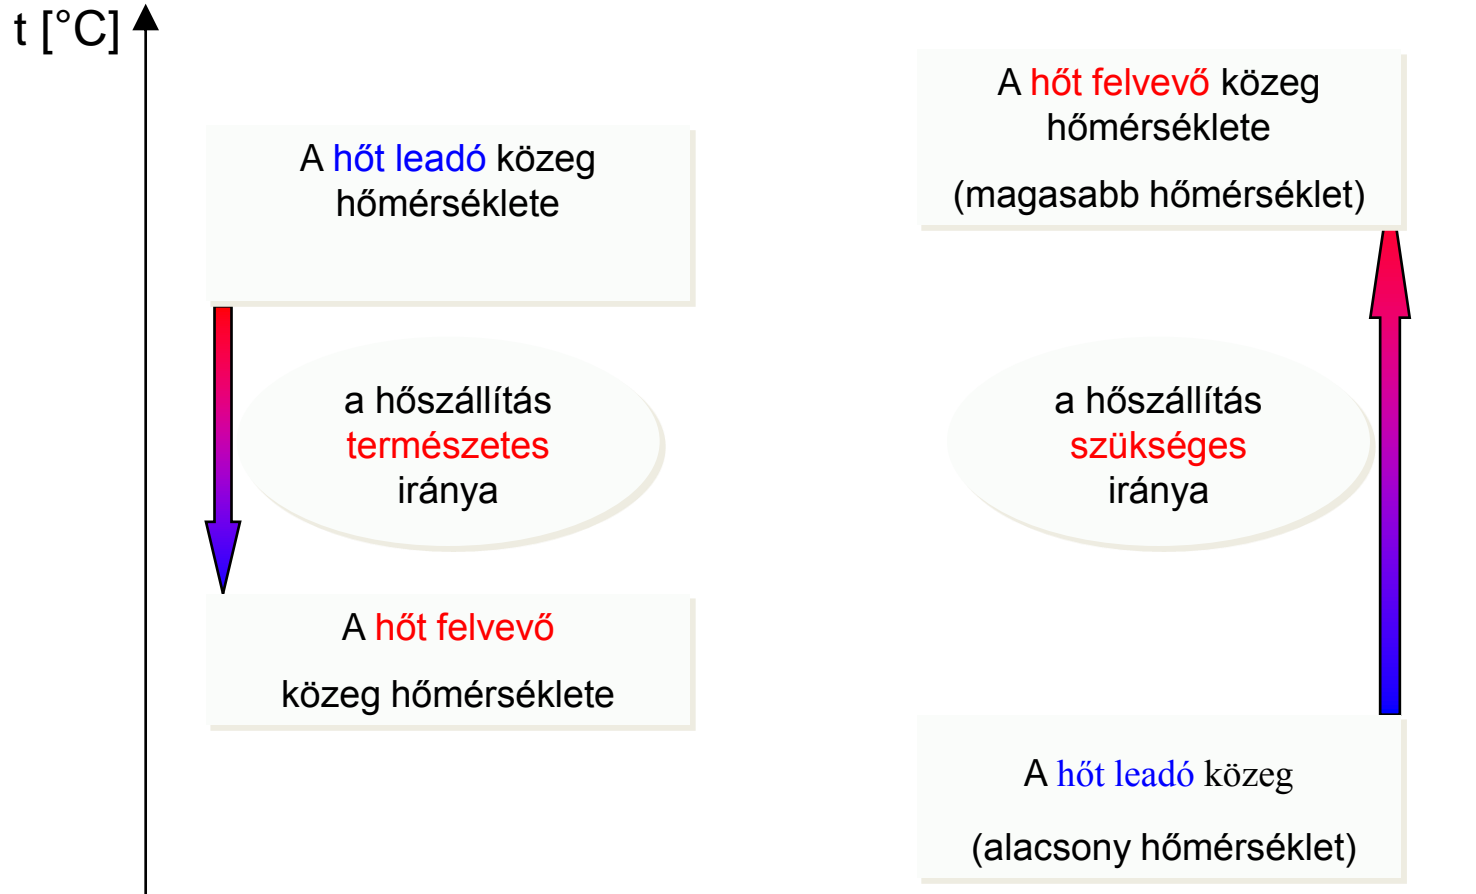 t [°C]
A hőt leadó közeg
hőmérséklete
a hőszállítás
természetes
iránya
A hőt felvevő
közeg hőmérséklete
A hőt felvevő közeg
hőmérséklete
(magasabb hőmérséklet)
a hőszállítás
szükséges
iránya
A hőt leadó közeg
(alacsony hőmérséklet)